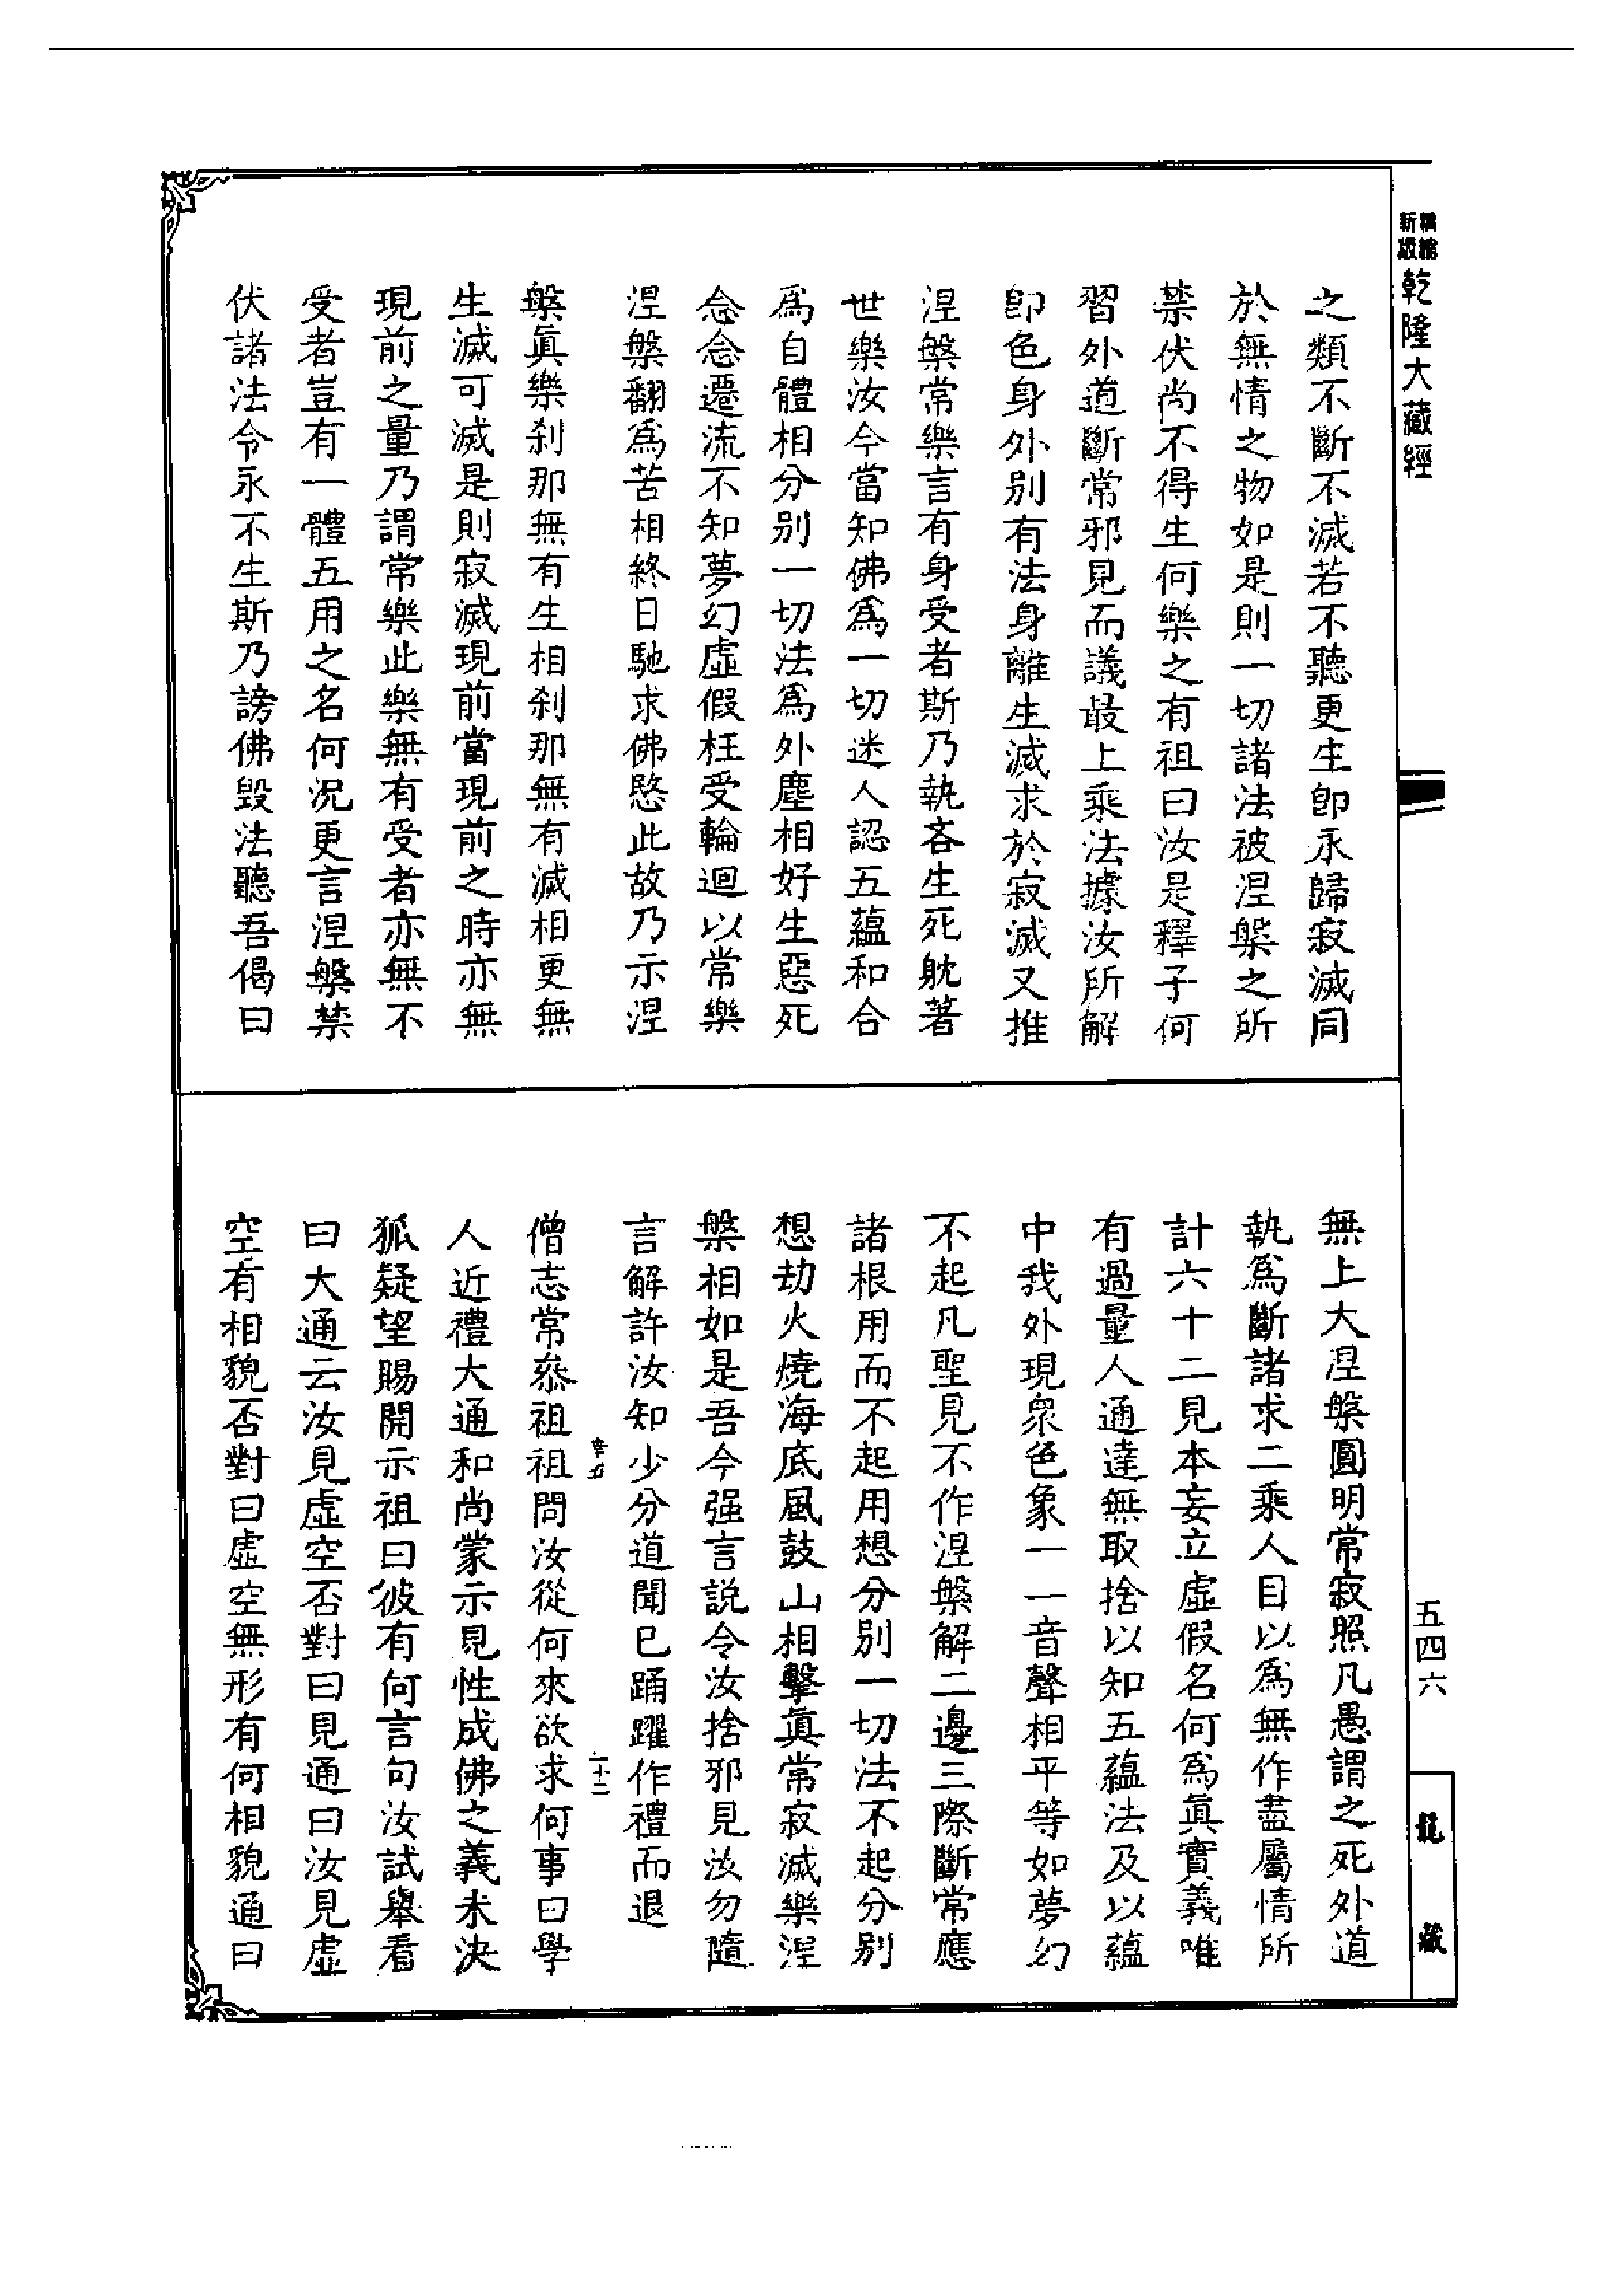 新編縮版乾隆大藏經
之類不斷不滅若不聽更生卽永歸寂滅同
於無情之物如是則一切諸法被涅槃之所
禁伏尚不得生何樂之有祖曰汝是釋子何
習外道斷常邪見而議最上乘法據汝所解
卽色身外別有法身離生滅求於寂滅又推
涅槃常樂言有身受者斯乃執吝生死躭著
世樂汝今當知佛爲一切迷人認五蘊和合
爲自體相分別一切法爲外塵相好生惡死
念念遷流不知夢幻虛假枉受輪迴以常樂
涅槃翻爲苦相終日馳求佛愍此故乃示涅
槃眞樂刹那無有生相刹那無有滅相更無
生滅可滅是則寂滅現前當現前之時亦無
現前之量乃謂常樂此樂無有受者亦無不
受者豈有一體五用之名何況更言涅槃禁
伏諸法令永不生斯乃謗佛毀法聽吾偈曰
無上大涅槃圓明常寂照凡愚謂之死外道
執爲斷諸求二乘人目以爲無作盡屬情所
計六十二見本妄立虛假名何爲眞實義唯
有過量人通達無取捨以知五蘊法及以蘊
中我外現衆色象一一音聲相平等如夢幻
不起凡聖見不作涅槃解二邊三際斷常應
諸根用而不起用想分別一切法不起分別
想劫火燒海底風鼓山相擊眞常寂滅樂涅
槃相如是吾今强言說令汝捨邪見汝勿隨
言解許汝知少分道聞已踊躍作禮而退
二十二
僧志常叅祖祖問汝從何來欲求何事曰學
人近禮大通和尚蒙示見性成佛之義未決
狐疑望賜開示祖曰彼有何言句汝試舉看
曰大通云汝見虛空否對曰見通曰汝見虛
空有相貌否對曰虛空無形有何相貌通曰
五四六
龍藏